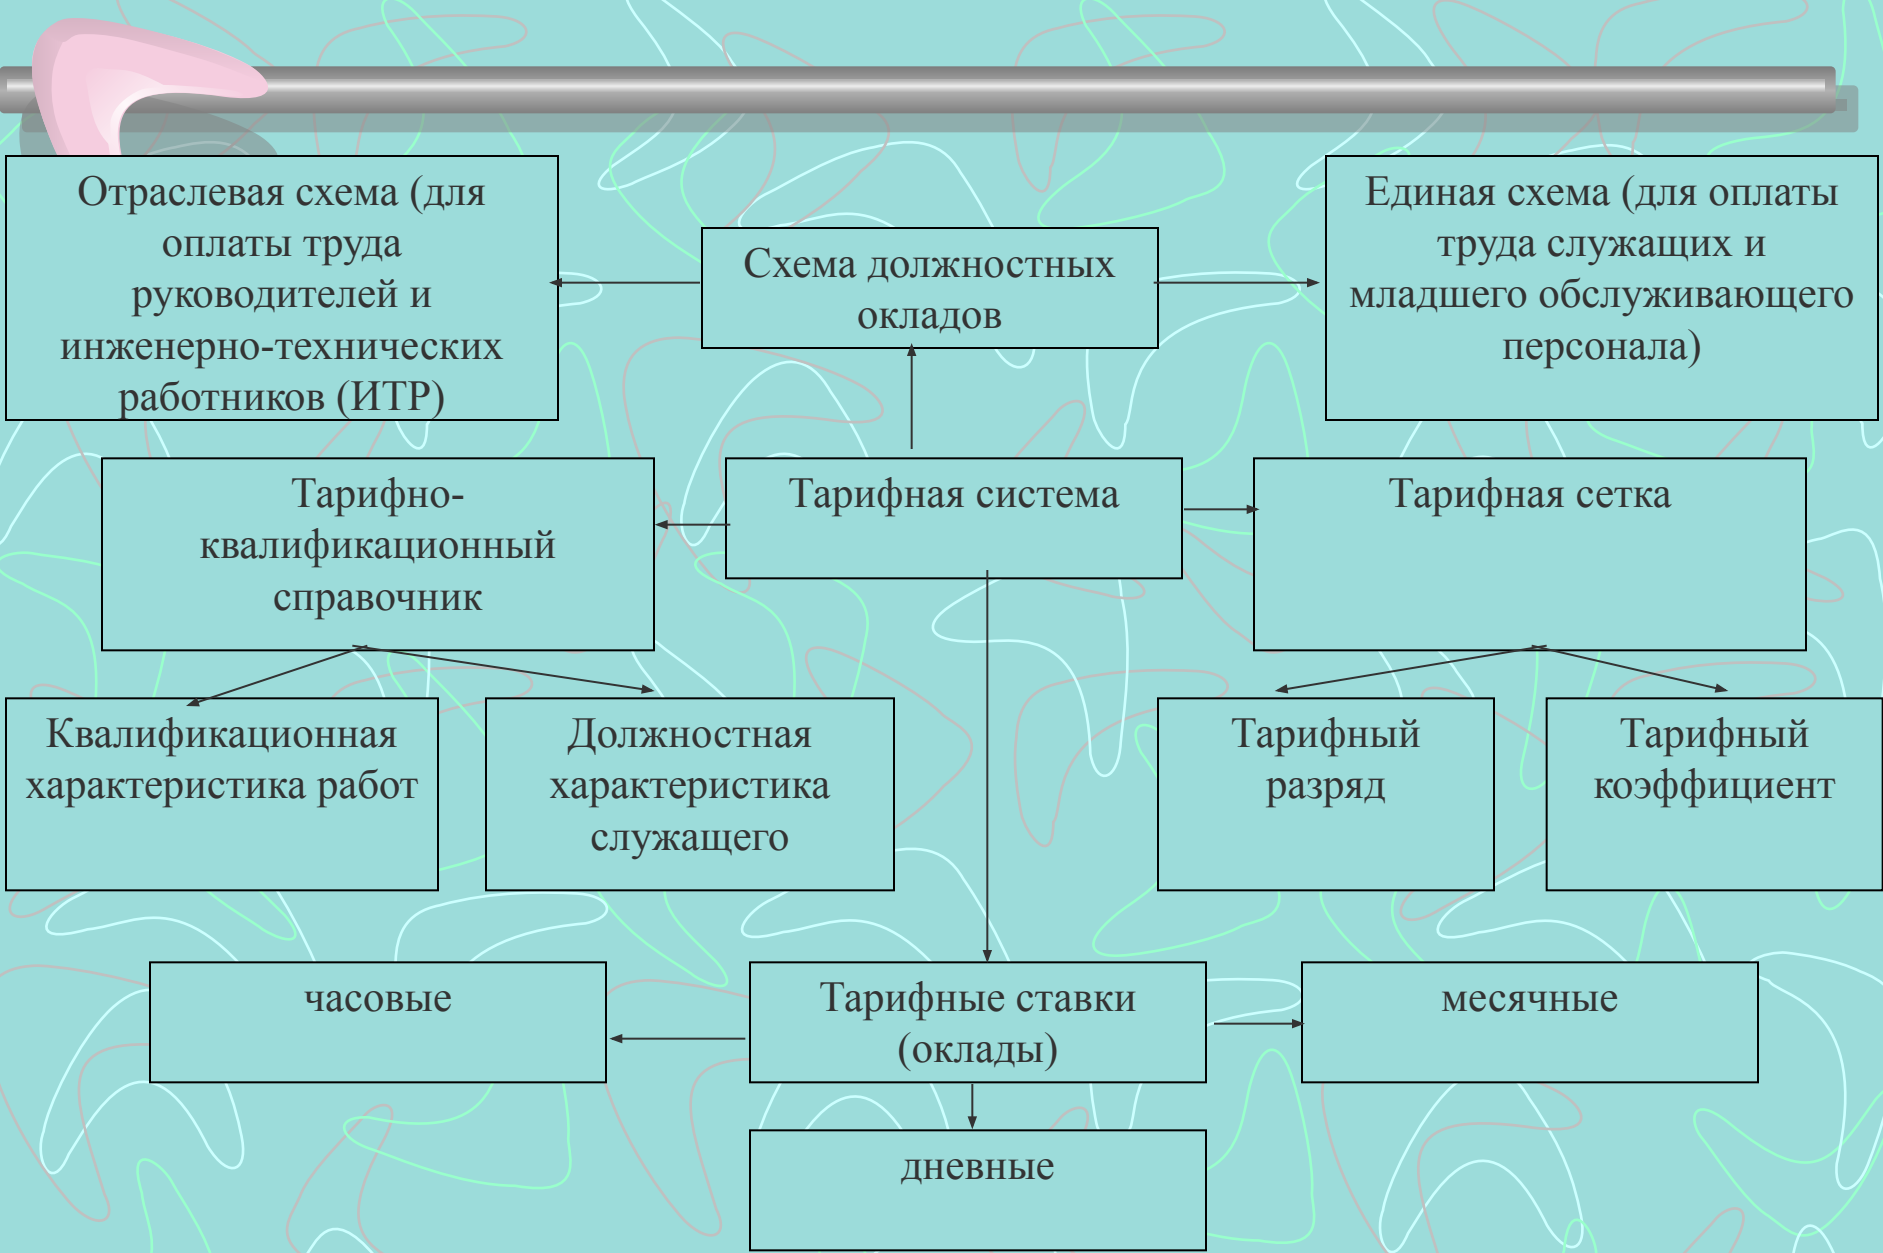 Отраслевая схема (для
оплаты труда
руководителей и
инженерно-технических
работников (ИТР)
Схема должностных
окладов
Единая схема (для оплаты
труда служащих и
младшего обслуживающего
персонала)
Тарифно-
квалификационный
справочник
Тарифная система
Тарифная сетка
Квалификационная
характеристика работ
Должностная
характеристика
служащего
Тарифный
разряд
Тарифный
коэффициент
часовые
Тарифные ставки
(оклады)
месячные
дневные